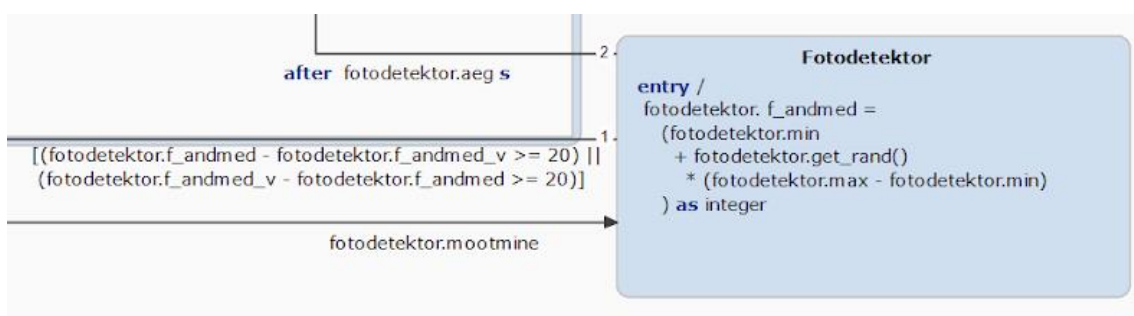 2
after fotodetektor.aeg s
1
[(fotodetektor.f_andmed - fotodetektor.f_andmed_v >= 20) ||
(fotodetektor.f_andmed_v - fotodetektor.f_andmed >= 20)]
fotodetektor.mootmine
Fotodetektor
entry /
fotodetektor. f_andmed =
(fotodetektor.min
+ fotodetektor.get_rand()
* (fotodetektor.max - fotodetektor.min)
) as integer